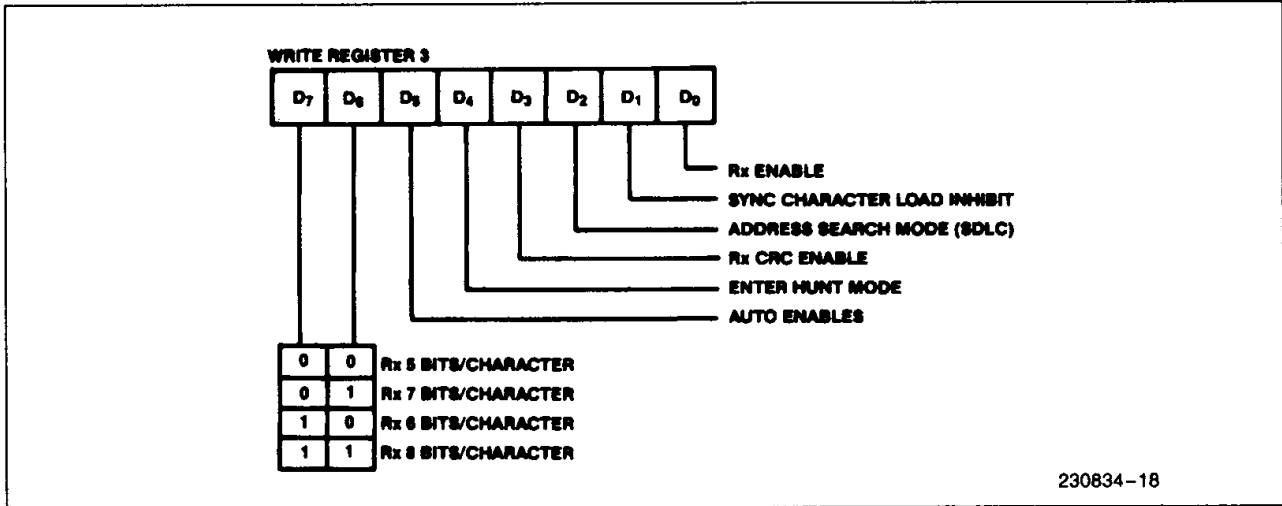 WRITE REGISTER 3
D7 D6 D5 D4 D3 D2 D1 D0
Rx ENABLE
SYNC CHARACTER LOAD INHIBIT
ADDRESS SEARCH MODE (SDLC)
Rx CRC ENABLE
ENTER HUNT MODE
AUTO ENABLES
0 0 Rx 5 BITS/CHARACTER
0 1 Rx 7 BITS/CHARACTER
1 0 Rx 6 BITS/CHARACTER
1 1 Rx 8 BITS/CHARACTER
230834-18